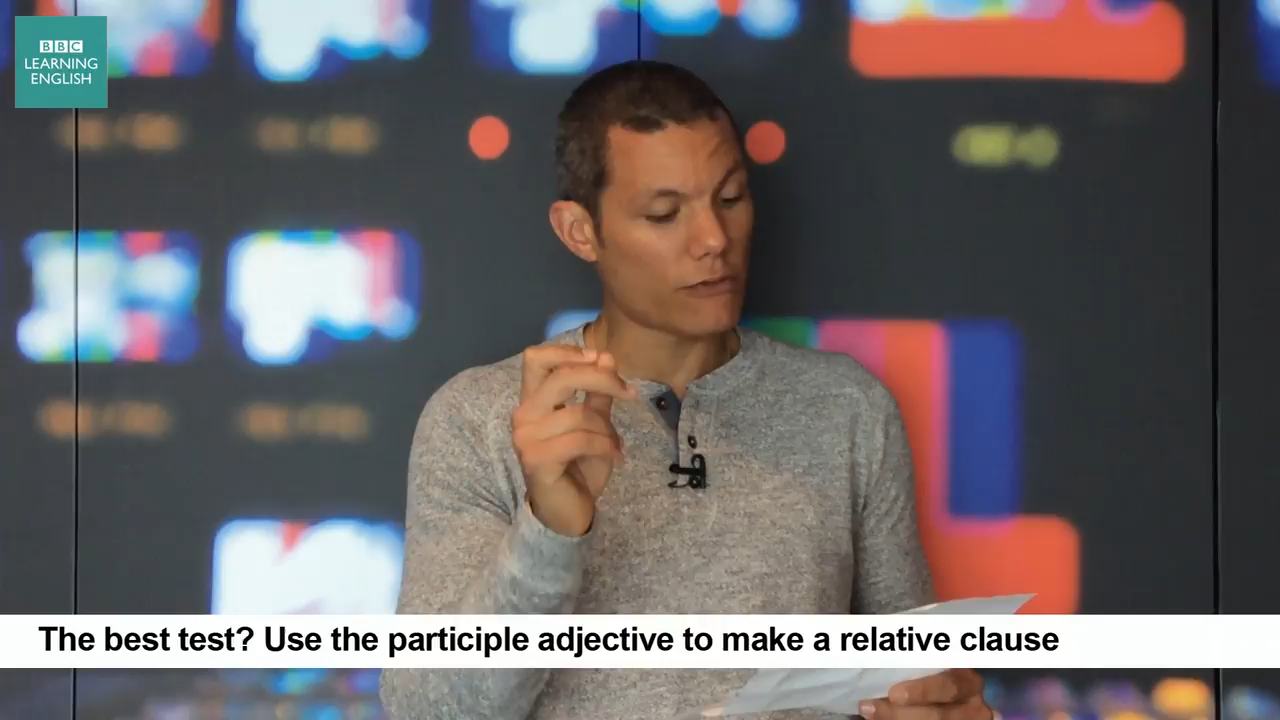 BBC
LEARNING
ENGLISH
The best test? Use the participle adjective to make a relative clause